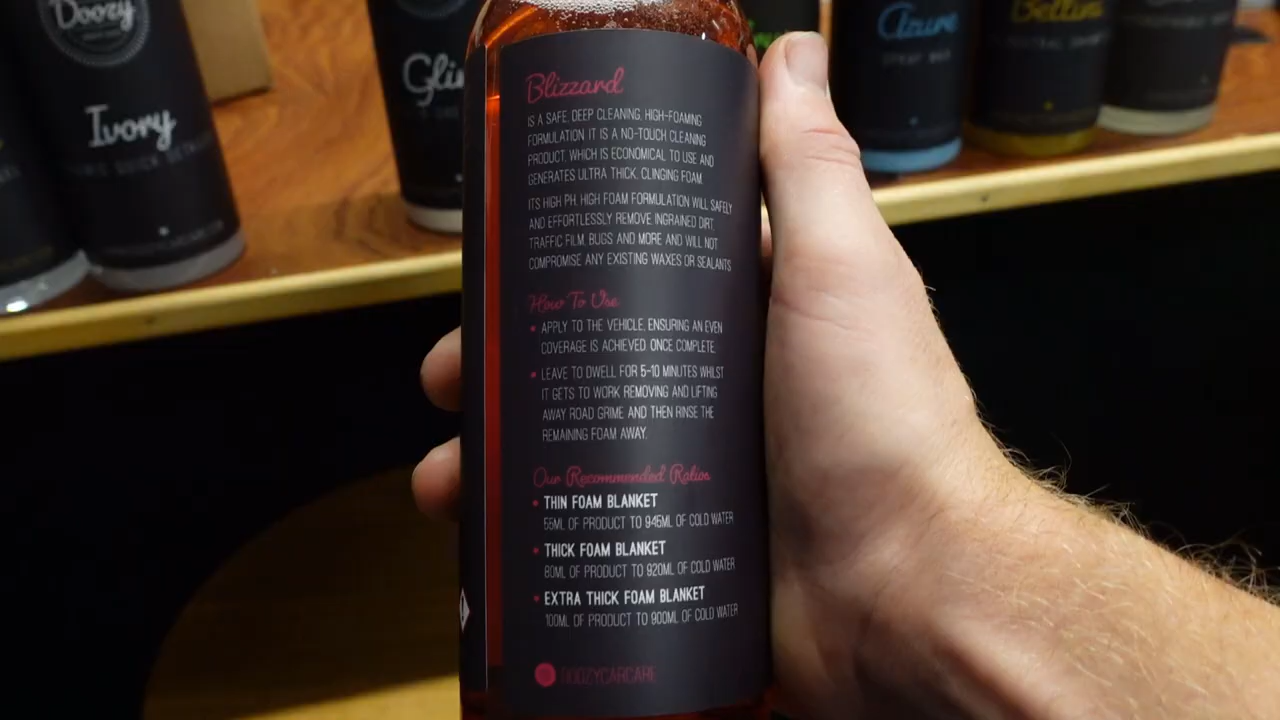 Doozy
Ivory
Azure
Bellini
Blizzard
IS A SAFE, DEEP CLEANING, HIGH-FOAMING
FORMULATION. IT IS A NO-TOUCH CLEANING
PRODUCT, WHICH IS ECONOMICAL TO USE AND
GENERATES ULTRA THICK, CLINGING FOAM.
ITS HIGH PH, HIGH FOAM FORMULATION WILL SAFELY
AND EFFORTLESSLY REMOVE INGRAINED DIRT,
TRAFFIC FILM, BUGS AND MORE AND WILL NOT
COMPROMISE ANY EXISTING WAXES OR SEALANTS
How To Use
• APPLY TO THE VEHICLE, ENSURING AN EVEN
COVERAGE IS ACHIEVED ONCE COMPLETE.
• LEAVE TO DWELL FOR 5-10 MINUTES WHILST
IT GETS TO WORK REMOVING AND LIFTING
AWAY ROAD GRIME AND THEN RINSE THE
REMAINING FOAM AWAY.
Our Recommended Ratios
• THIN FOAM BLANKET
55ML OF PRODUCT TO 945ML OF COLD WATER
• THICK FOAM BLANKET
80ML OF PRODUCT TO 920ML OF COLD WATER
• EXTRA THICK FOAM BLANKET
100ML OF PRODUCT TO 900ML OF COLD WATER
DOOZYCARCARE